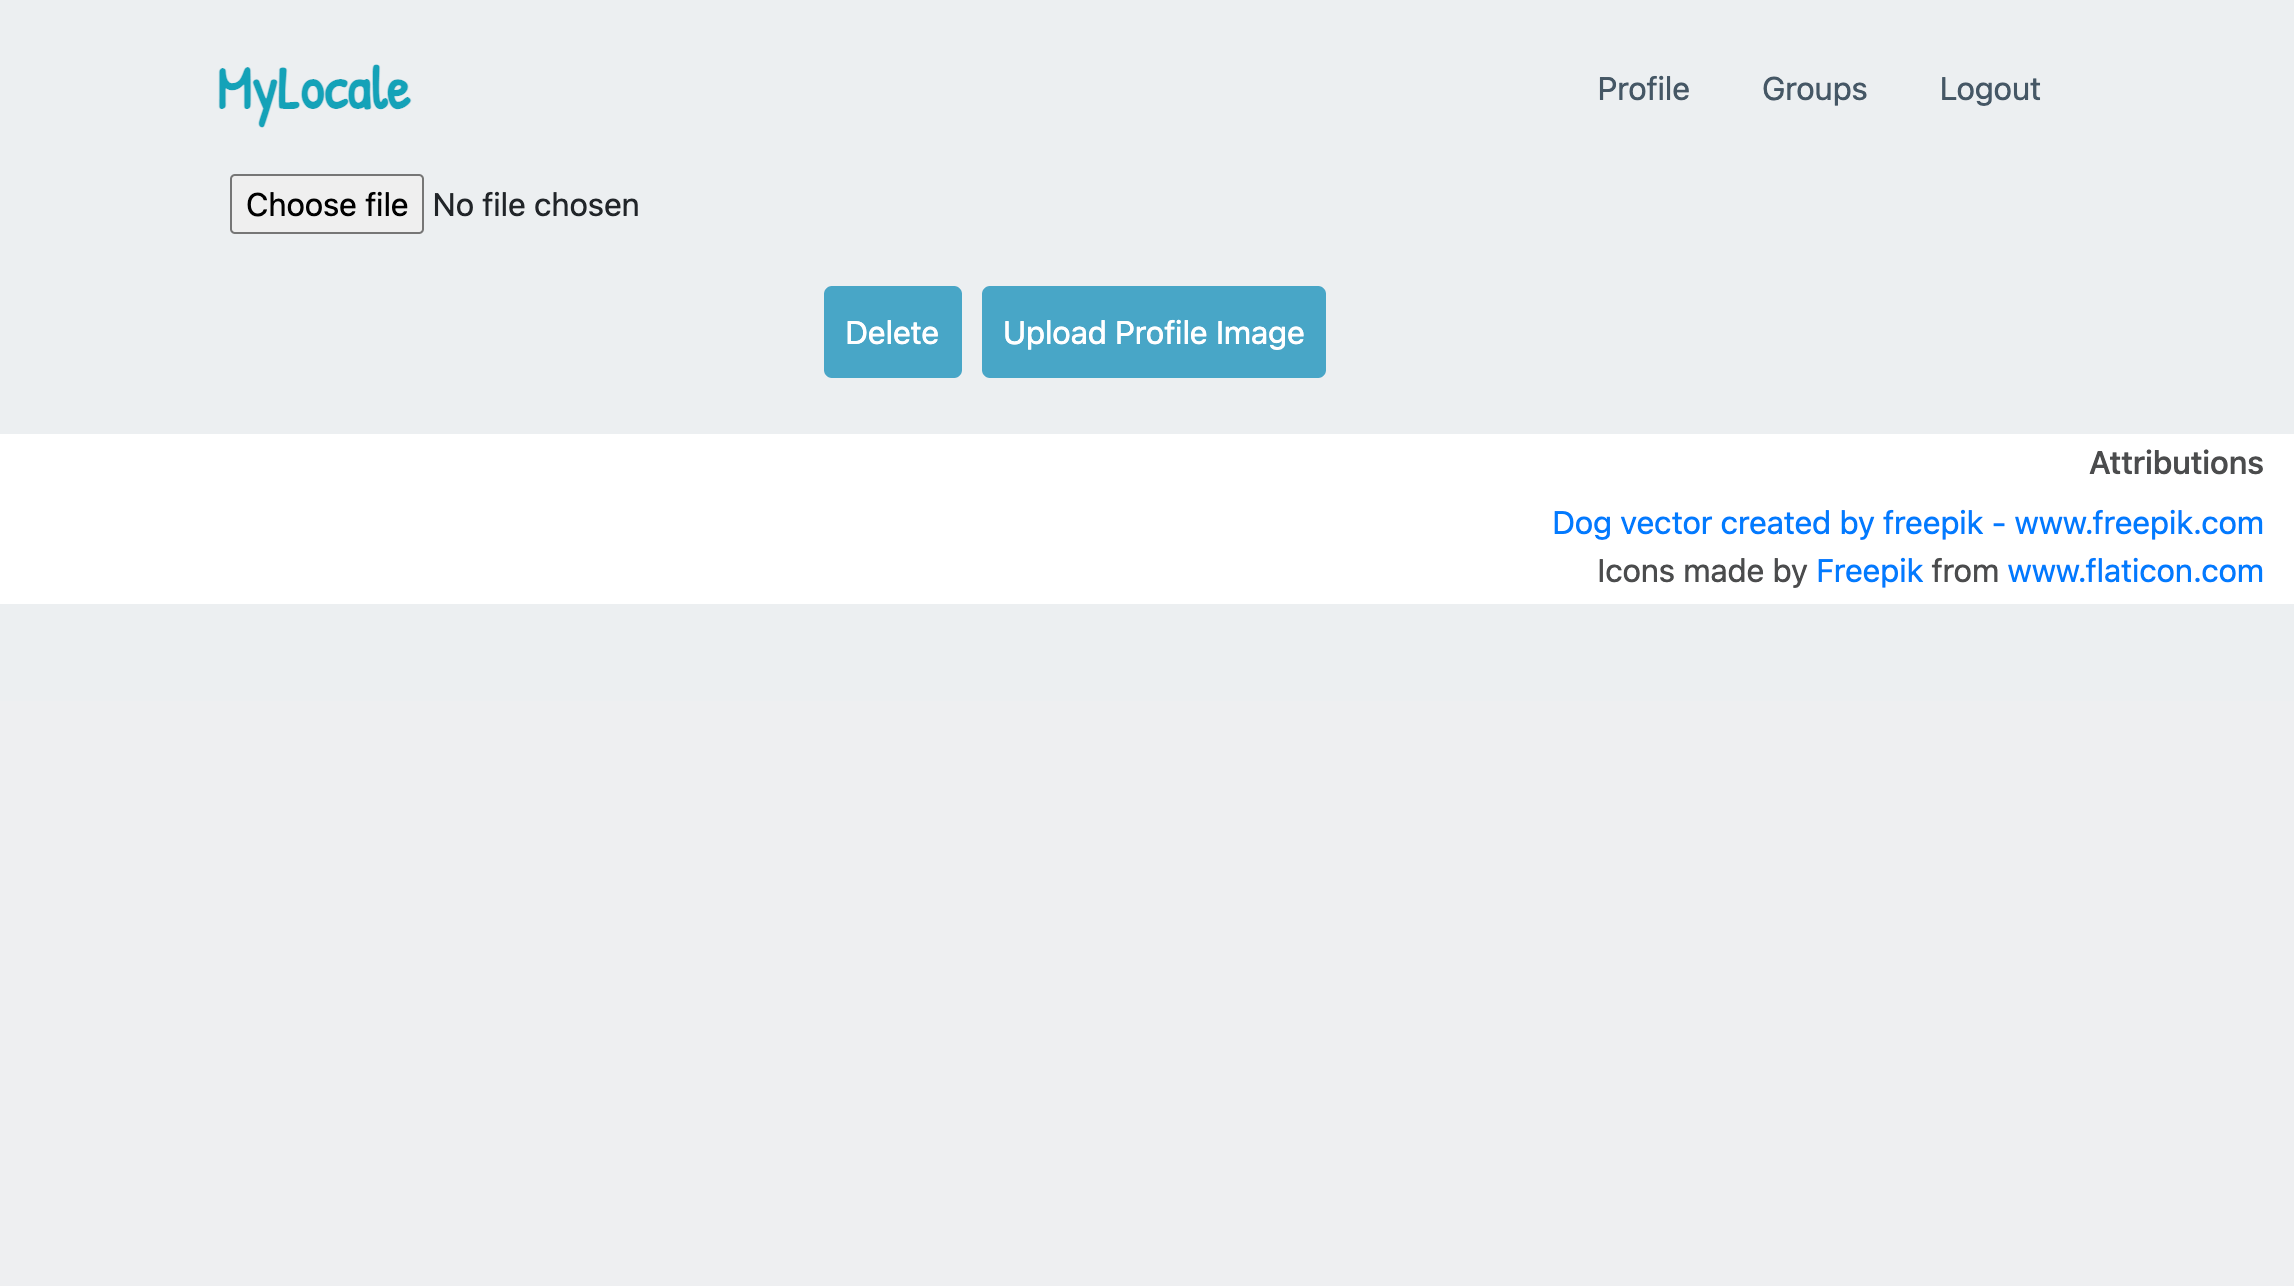 MyLocale Profile Groups Logout
Choose file No file chosen
Delete Upload Profile Image
Attributions
Dog vector created by freepik - www.freepik.com
Icons made by Freepik from www.flaticon.com